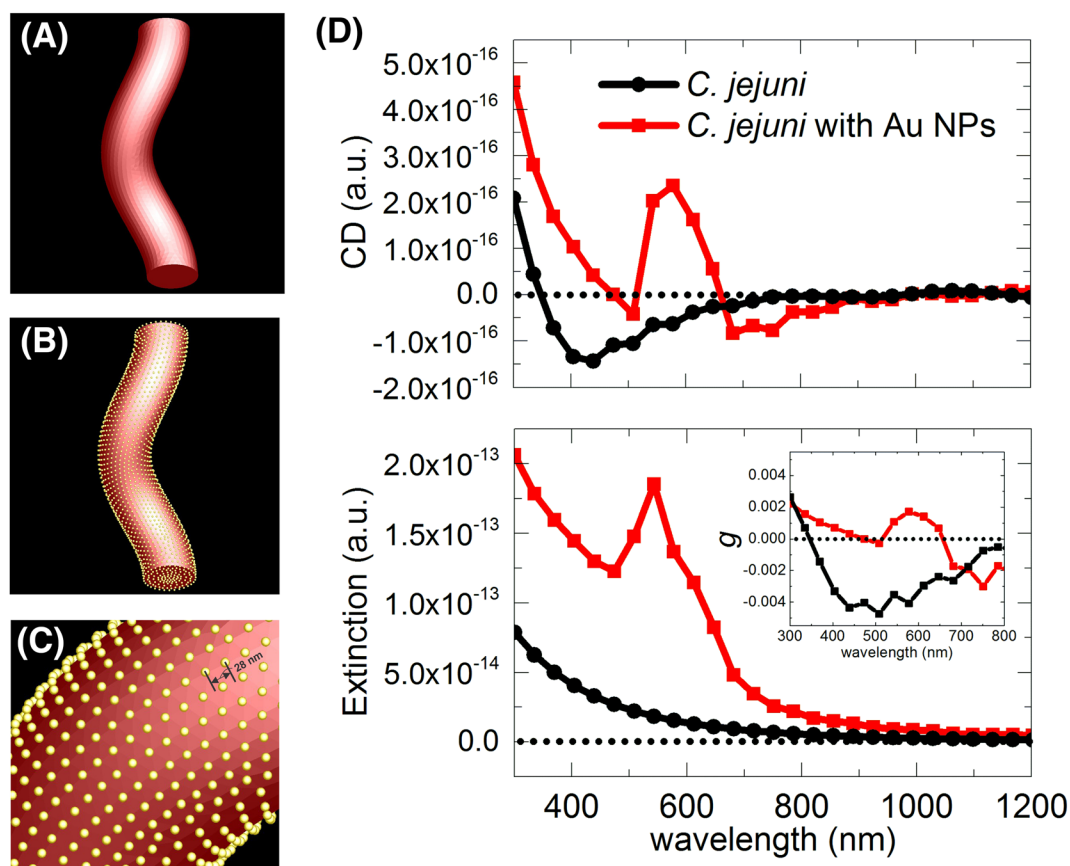 (A)
(B)
(C)
28 nm
(D)
CD (a.u.)
5.0x10⁻¹⁶
4.0x10⁻¹⁶
3.0x10⁻¹⁶
2.0x10⁻¹⁶
1.0x10⁻¹⁶
0.0
-1.0x10⁻¹⁶
-2.0x10⁻¹⁶
C. jejuni
C. jejuni with Au NPs
Extinction (a.u.)
2.0x10⁻¹³
1.5x10⁻¹³
1.0x10⁻¹³
5.0x10⁻¹⁴
0.0
g
0.004
0.002
0.000
-0.002
-0.004
300 400 500 600 700 800
wavelength (nm)
400 600 800 1000 1200
wavelength (nm)